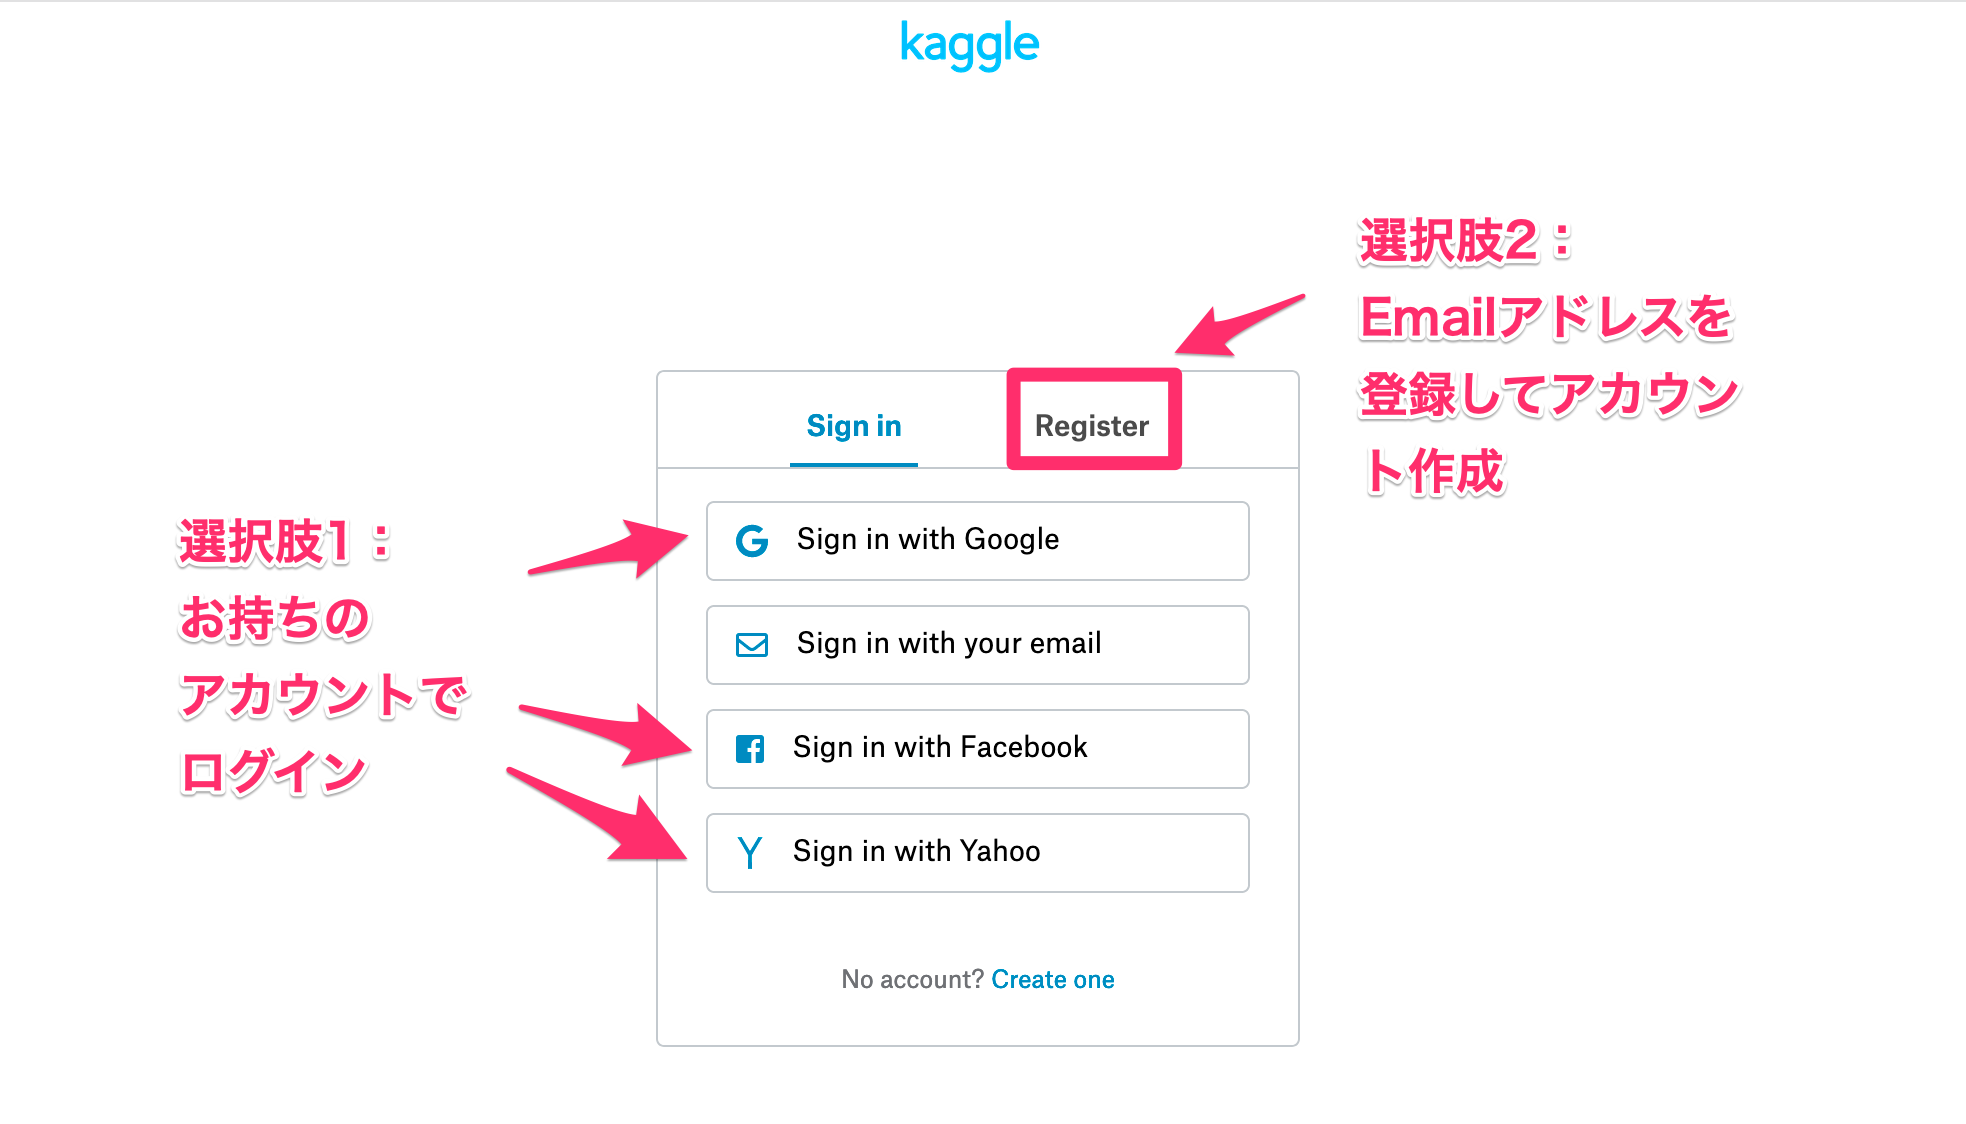 kaggle
選択肢2：
Emailアドレスを
登録してアカウン
ト作成
Sign in
Register
選択肢1：
お持ちの
アカウントで
ログイン
Sign in with Google
Sign in with your email
Sign in with Facebook
Sign in with Yahoo
No account? Create one